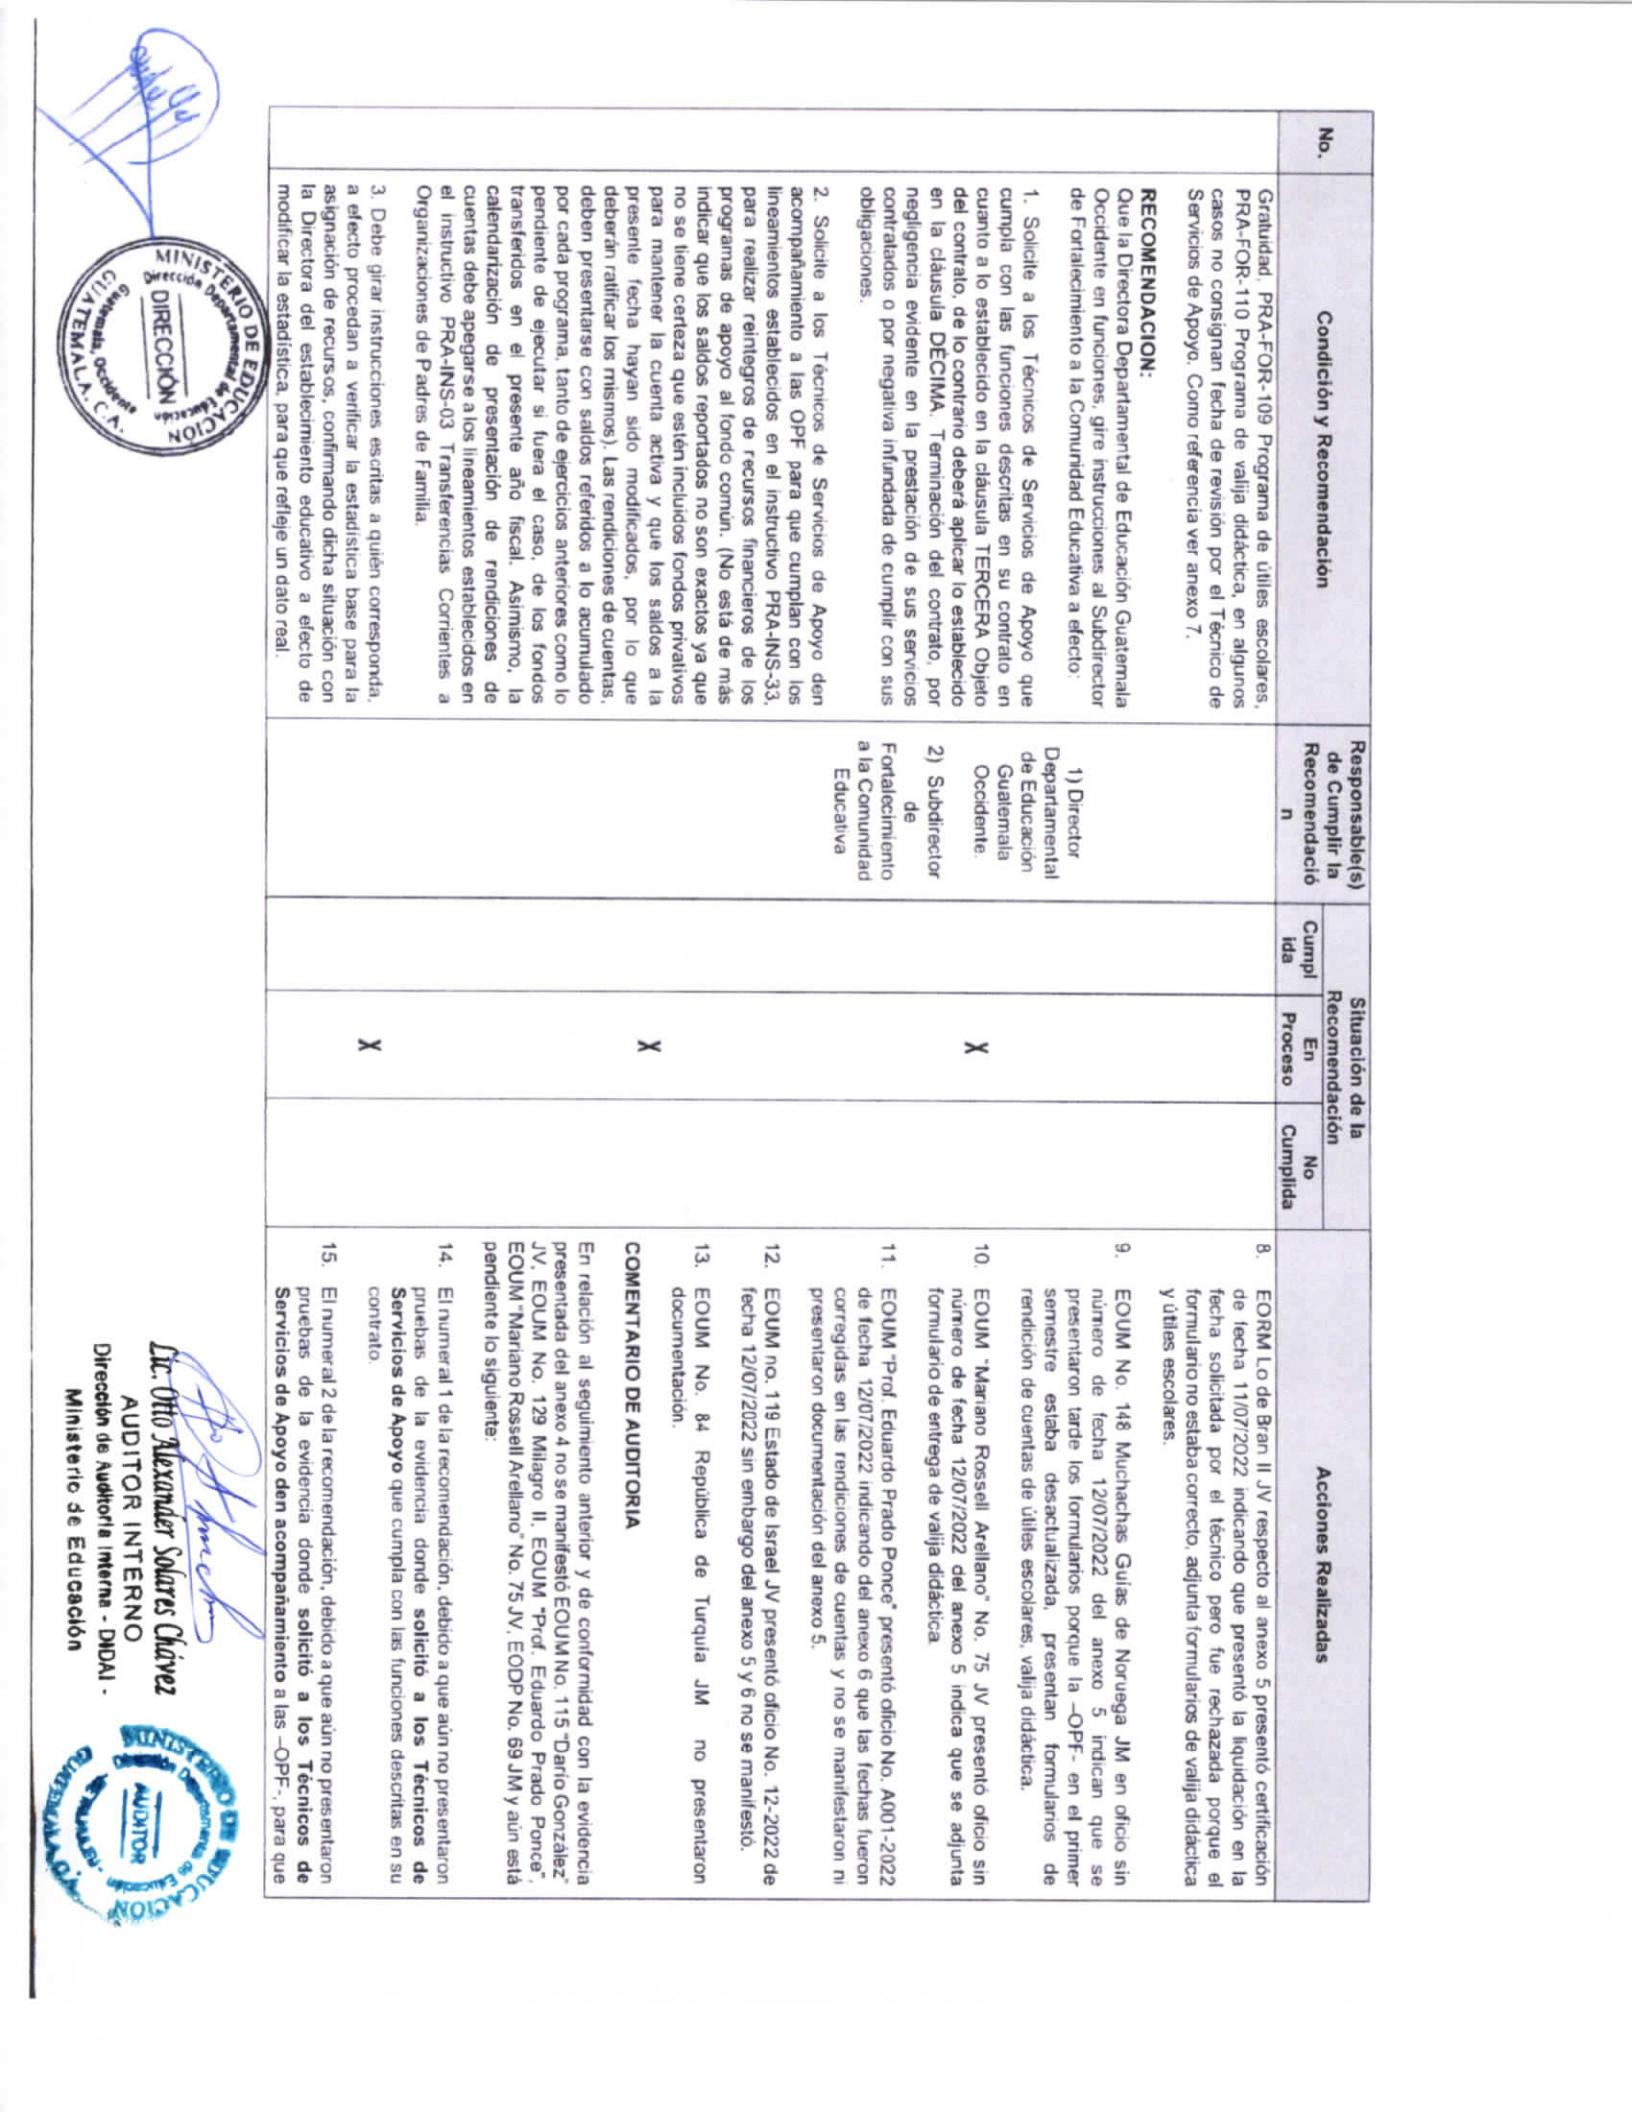 No.
Condición y Recomendación
Responsable(s)
de Cumplir la
Recomendació
n
Situación de la
Recomendación
Cumpl
ida
En
Proceso
No
Cumplida
Acciones Realizadas
Gratuidad, PRA-FOR-109 Programa de útiles escolares,
PRA-FOR-110 Programa de valija didáctica, en algunos
casos no consignan fecha de revisión por el Técnico de
Servicios de Apoyo. Como referencia ver anexo 7.
RECOMENDACION:
Que la Directora Departamental de Educación Guatemala
Occidente en funciones, gire instrucciones al Subdirector
de Fortalecimiento a la Comunidad Educativa a efecto:
1. Solicite a los Técnicos de Servicios de Apoyo que
cumpla con las funciones descritas en su contrato en
cuanto a lo establecido en la cláusula TERCERA Objeto
del contrato, de lo contrario deberá aplicar lo establecido
en la cláusula DÉCIMA. Terminación del contrato, por
negligencia evidente en la prestación de sus servicios
contratados o por negativa infundada de cumplir con sus
obligaciones.
2. Solicite a los Técnicos de Servicios de Apoyo den
acompañamiento a las OPF para que cumplan con los
lineamientos establecidos en el instructivo PRA-INS-33,
para realizar reintegros de recursos financieros de los
programas de apoyo al fondo común. (No está de más
indicar que los saldos reportados no son exactos ya que
no se tiene certeza que estén incluidos fondos privativos
para mantener la cuenta activa y que los saldos a la
presente fecha hayan sido modificados, por lo que
deberán ratificar los mismos). Las rendiciones de cuentas,
deben presentarse con saldos referidos a lo acumulado
por cada programa, tanto de ejercicios anteriores como lo
pendiente de ejecutar si fuera el caso, de los fondos
transferidos en el presente año fiscal. Asimismo, la
calendarización de presentación de rendiciones de
cuentas debe apegarse a los lineamientos establecidos en
el instructivo PRA-INS-03 Transferencias Corrientes a
Organizaciones de Padres de Familia.
3. Debe girar instrucciones escritas a quién corresponda,
a efecto procedan a verificar la estadística base para la
asignación de recursos, confirmando dicha situación con
la Directora del establecimiento educativo a efecto de
modificar la estadística, para que refleje un dato real.
1) Director
Departamental
de Educación
Guatemala
Occidente.
2) Subdirector
de
Fortalecimiento
a la Comunidad
Educativa
X
X
X
8. EORM Lo de Bran II JV respecto al anexo 5 presentó certificación
de fecha 11/07/2022 indicando que presentó la liquidación en la
fecha solicitada por el técnico pero fue rechazada porque el
formulario no estaba correcto, adjunta formularios de valija didáctica
y útiles escolares.
9. EOUM No. 148 Muchachas Guías de Noruega JM en oficio sin
número de fecha 12/07/2022 del anexo 5 indican que se
presentaron tarde los formularios porque la –OPF- en el primer
semestre estaba desactualizada, presentan formularios de
rendición de cuentas de útiles escolares, valija didáctica.
10. EOUM “Mariano Rossell Arellano” No. 75 JV presentó oficio sin
número de fecha 12/07/2022 del anexo 5 indica que se adjunta
formulario de entrega de valija didáctica.
11. EOUM “Prof. Eduardo Prado Ponce” presentó oficio No. A001-2022
de fecha 12/07/2022 indicando del anexo 6 que las fechas fueron
corregidas en las rendiciones de cuentas y no se manifestaron ni
presentaron documentación del anexo 5.
12. EOUM no. 119 Estado de Israel JV presentó oficio No. 12-2022 de
fecha 12/07/2022 sin embargo del anexo 5 y 6 no se manifestó.
13. EOUM No. 84 República de Turquía JM no presentaron
documentación.
COMENTARIO DE AUDITORIA
En relación al seguimiento anterior y de conformidad con la evidencia
presentada del anexo 4 no se manifestó EOUM No. 115 “Darío González”
JV, EOUM No. 129 Milagro II, EOUM “Prof. Eduardo Prado Ponce”,
EOUM “Mariano Rossell Arellano” No. 75 JV, EODP No. 69 JM y aún está
pendiente lo siguiente:
14. El numeral 1 de la recomendación, debido a que aún no presentaron
pruebas de la evidencia donde solicitó a los Técnicos de
Servicios de Apoyo que cumpla con las funciones descritas en su
contrato.
15. El numeral 2 de la recomendación, debido a que aún no presentaron
pruebas de la evidencia donde solicitó a los Técnicos de
Servicios de Apoyo den acompañamiento a las –OPF-, para que
MINISTERIO DE EDUCACION
Dirección Departamental de Educación
DIRECCIÓN
Guatemala, Occidente
GUATEMALA, C.A.
Lic. Otto Alexander Solares Chávez
AUDITOR INTERNO
Dirección de Auditoría Interna - DIDAI -
Ministerio de Educación
MINISTERIO DE EDUCACION
AUDITOR